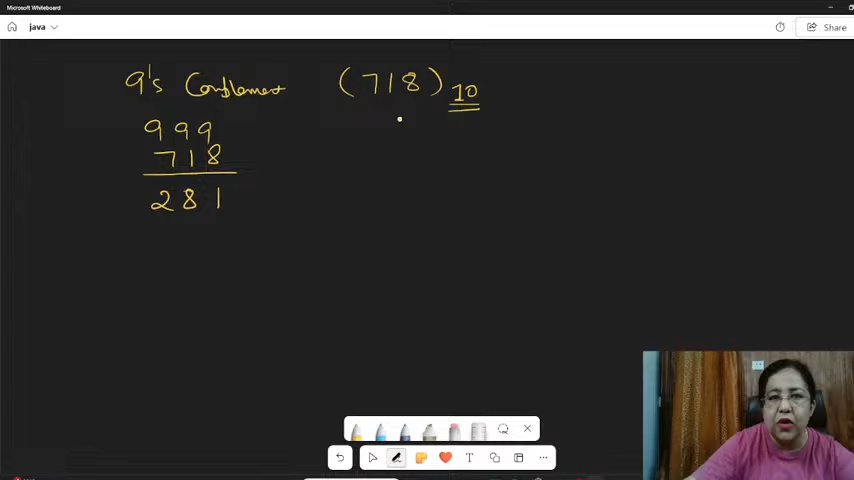 Microsoft Whiteboard
java
Share
9's Complement (718)10
999
718
281
T